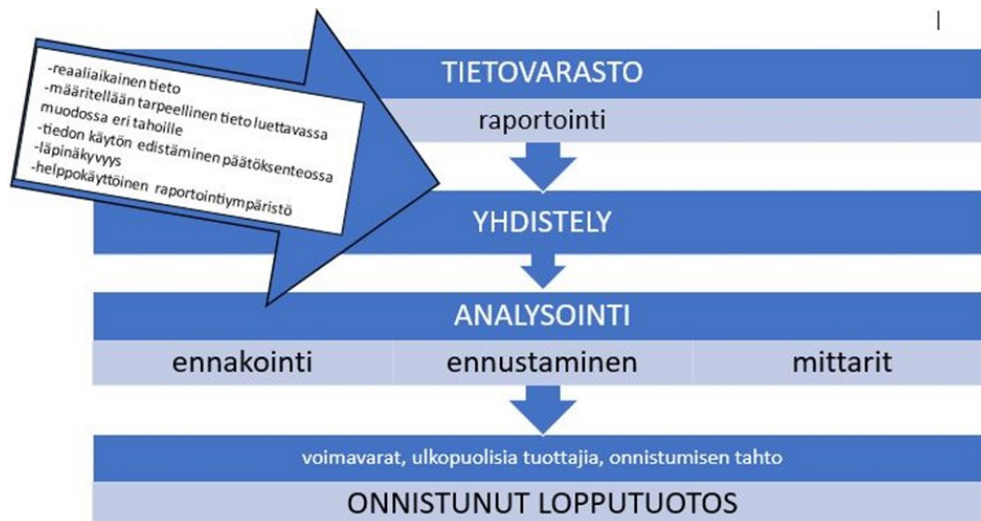 -reaaliaikainen tieto
-määritellään tarpeellinen tieto luettavassa
muodossa eri tahoille
-tiedon käytön edistäminen päätöksenteossa
-läpinäkyvyys
-helppokäyttöinen raportointiympäristö
TIETOVARASTO
raportointi
YHDISTELY
ANALYSOINTI
ennakointi ennustaminen mittarit
voimavarat, ulkopuolisia tuottajia, onnistumisen tahto
ONNISTUNUT LOPPUTUOTOS